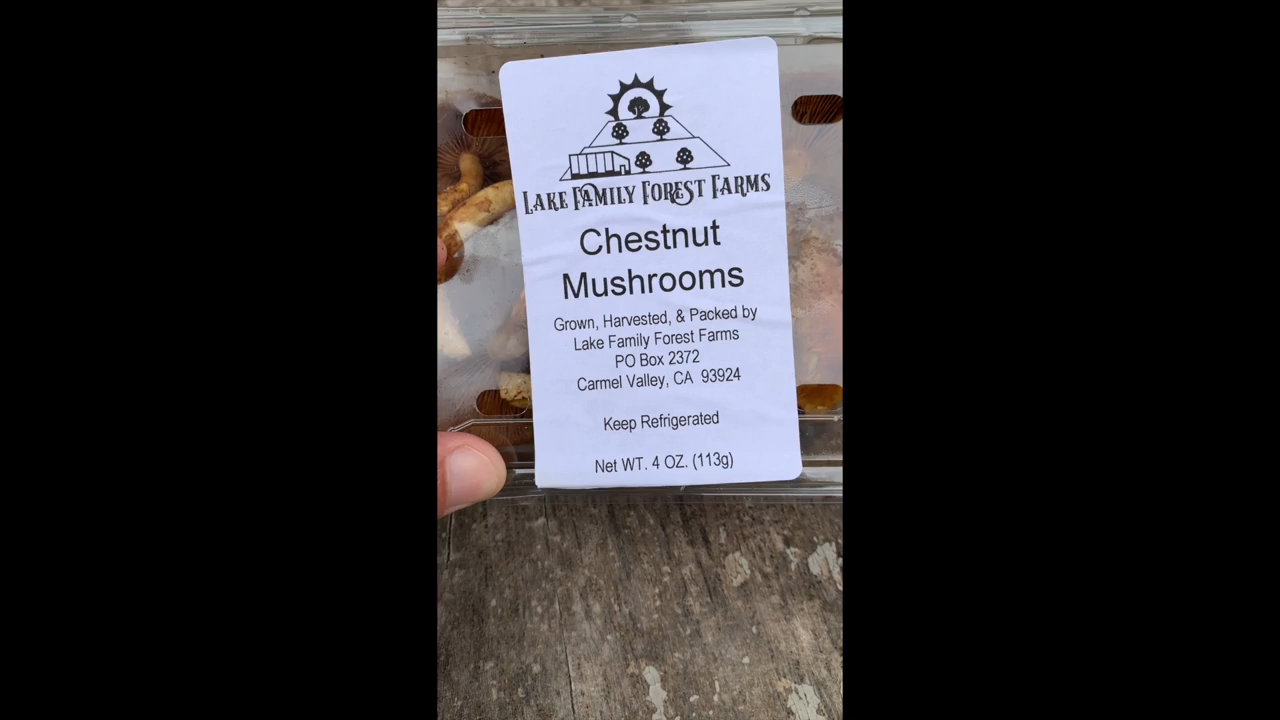 Lake Family Forest Farms
Chestnut
Mushrooms
Grown, Harvested, & Packed by
Lake Family Forest Farms
PO Box 2372
Carmel Valley, CA 93924
Keep Refrigerated
Net WT. 4 OZ. (113g)